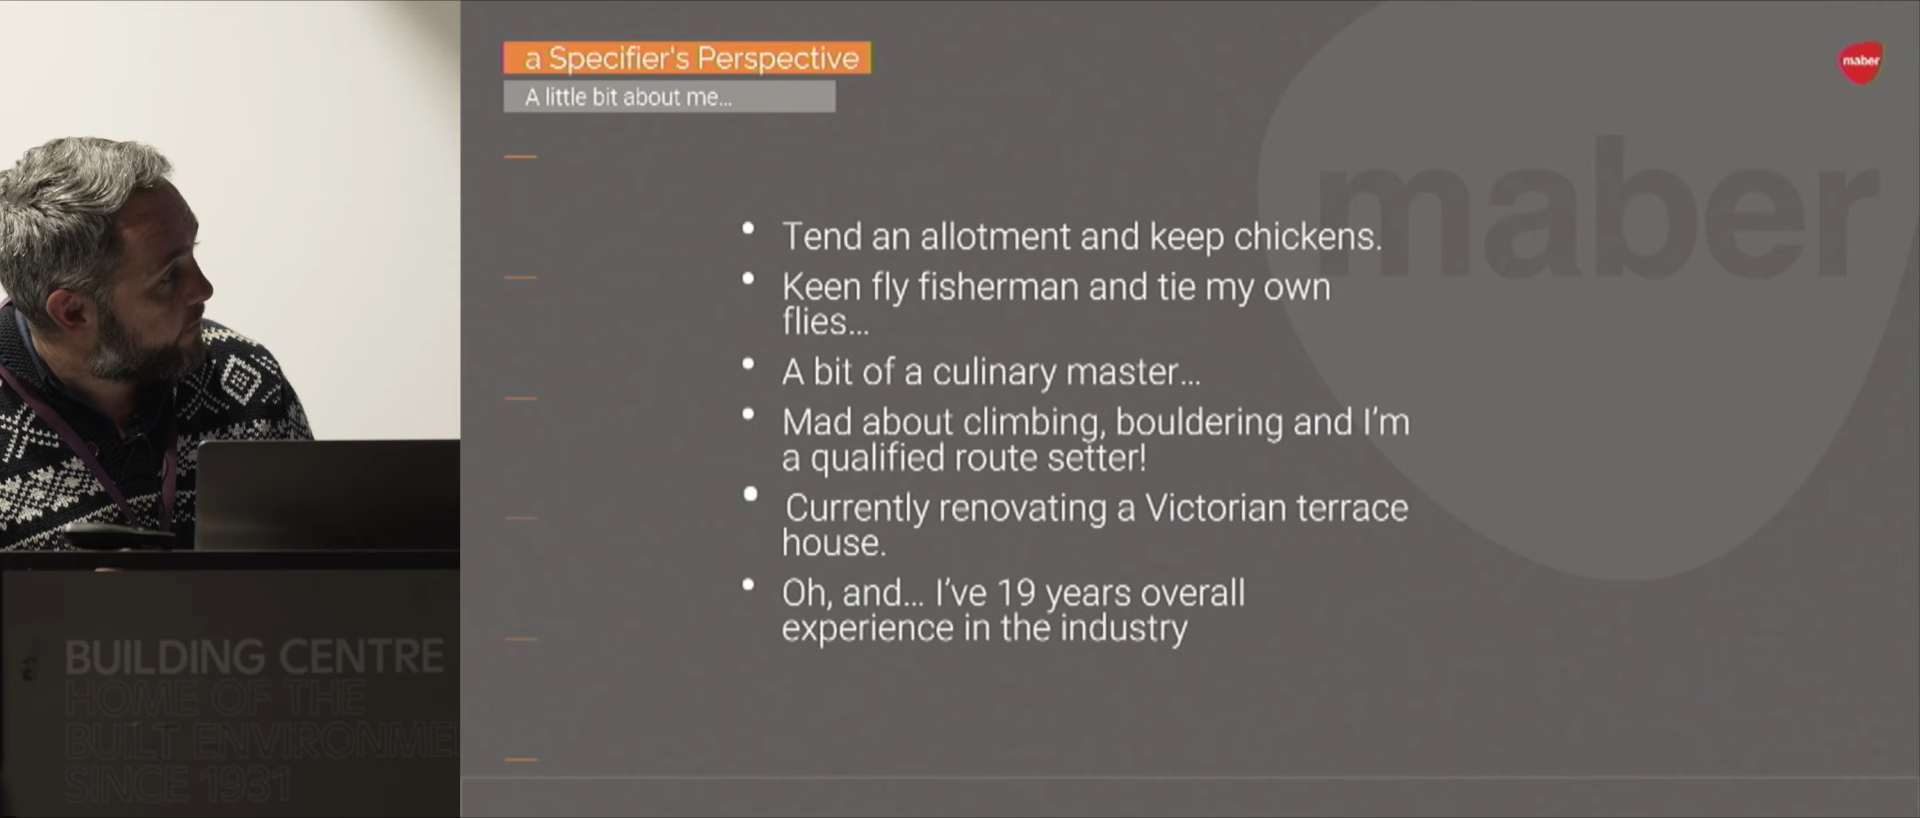 a Specifier's Perspective
A little bit about me...
maber
maber
• Tend an allotment and keep chickens.
• Keen fly fisherman and tie my own
flies...
• A bit of a culinary master...
• Mad about climbing, bouldering and I'm
a qualified route setter!
• Currently renovating a Victorian terrace
house.
• Oh, and... I've 19 years overall
experience in the industry
BUILDING CENTRE
HOME OF THE
BUILT ENVIRONME
SINCE 1931